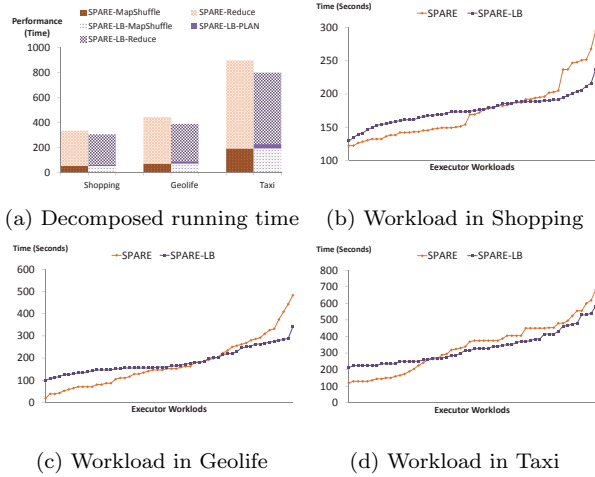 Performance (Time)
SPARE-MapShuffle SPARE-Reduce
SPARE-LB-MapShuffle SPARE-LB-PLAN
SPARE-LB-Reduce
1000
800
600
400
200
0
Shopping Geolife Taxi
(a) Decomposed running time
Time (Seconds)
SPARE SPARE-LB
300
250
200
150
100
Eexecutor Workloads
(b) Workload in Shopping
Time (Seconds)
SPARE SPARE-LB
600
500
400
300
200
100
0
Executor Worklods
(c) Workload in Geolife
Time (Seconds)
SPARE SPARE-LB
800
700
600
500
400
300
200
100
0
Executor Workloads
(d) Workload in Taxi